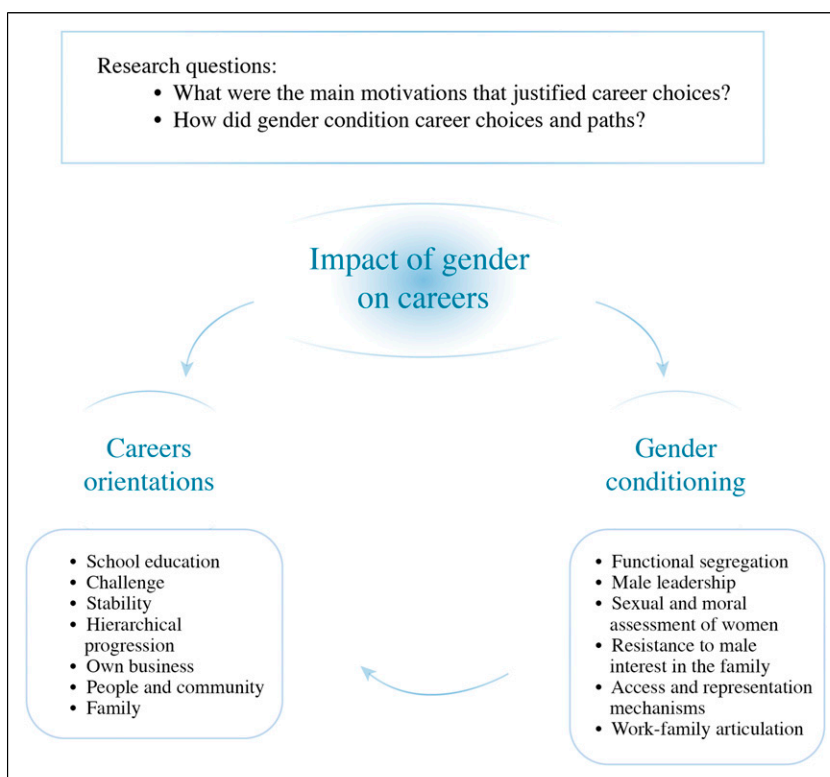 Research questions:
• What were the main motivations that justified career choices?
• How did gender condition career choices and paths?
Impact of gender
on careers
Careers
orientations
• School education
• Challenge
• Stability
• Hierarchical
progression
• Own business
• People and community
• Family
Gender
conditioning
• Functional segregation
• Male leadership
• Sexual and moral
assessment of women
• Resistance to male
interest in the family
• Access and representation
mechanisms
• Work-family articulation